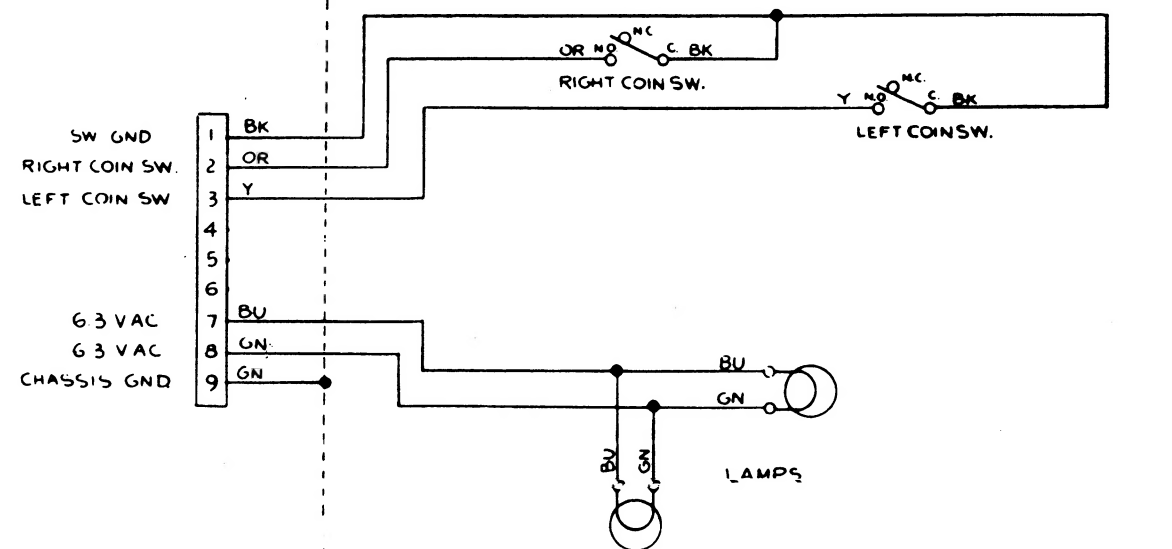 N.C
OR N.O. C. BK
RIGHT COIN SW.
N.C.
Y N.O. C. BK
LEFT COIN SW.
SW GND 1 BK
RIGHT COIN SW. 2 OR
LEFT COIN SW 3 Y
4
5
6
6.3 VAC 7 BU
6 3 VAC 8 GN
CHASSIS GND 9 GN
BU
GN
BU GN
LAMPS